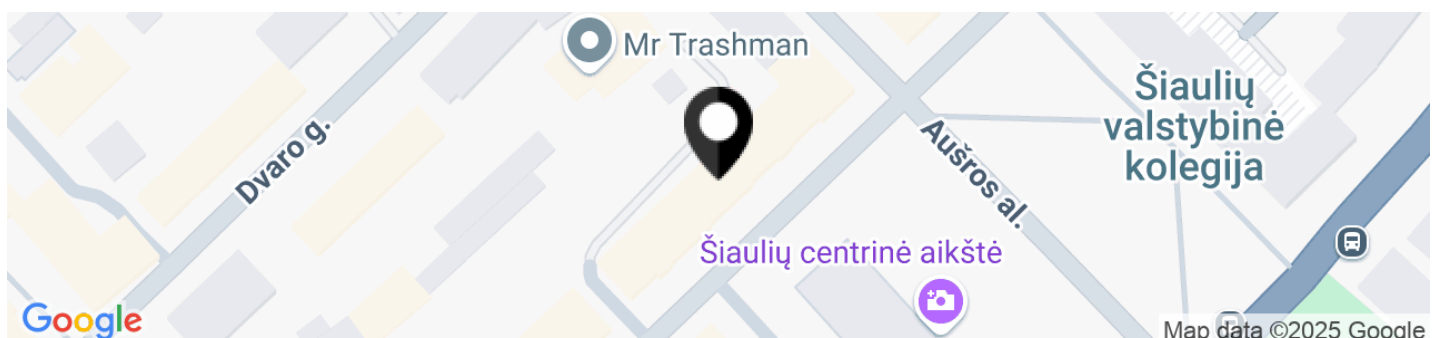 Mr Trashman
Šiaulių
valstybinė
kolegija
Dvaro g.
Aušros al.
Šiaulių centrinė aikštė
Google
Map data ©2025 Google